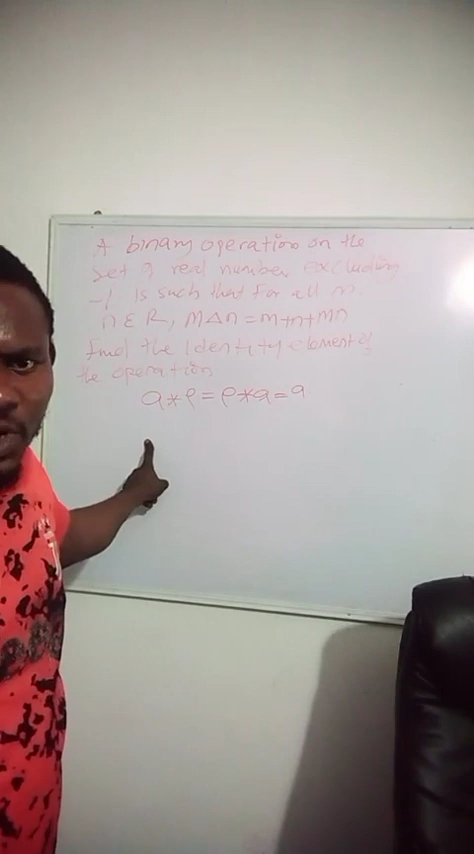 A binary operation on the
set of real number excluding
-1 is such that for all m,
n ∈ R, m∆n = m+n+mn
find the identity element of
the operation
a*e = e*a = a